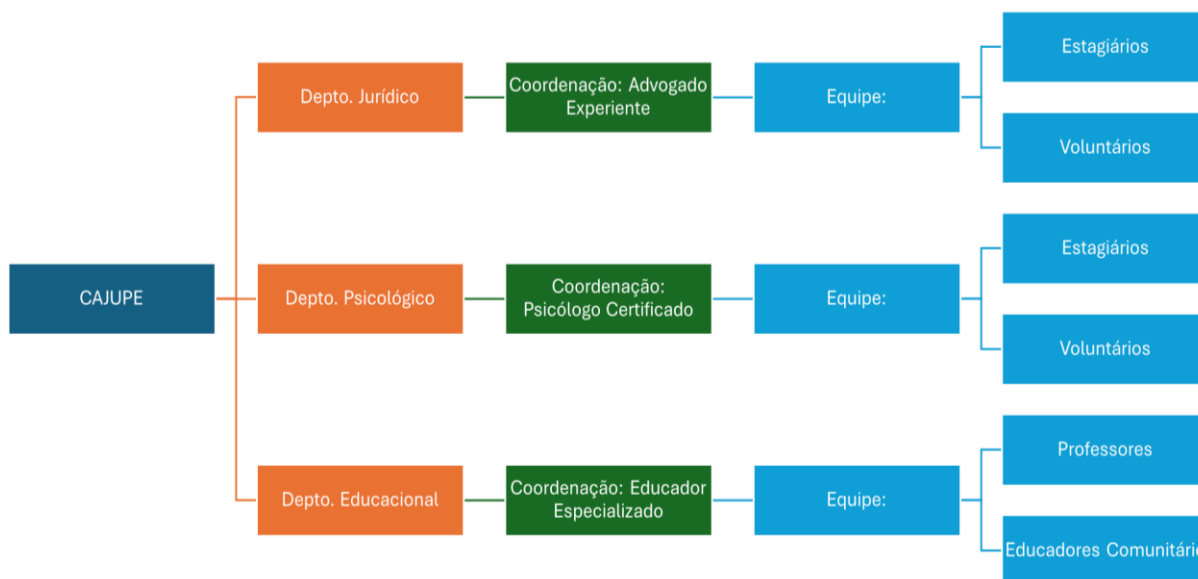 Estagiários
Depto. Jurídico
Coordenação: Advogado
Experiente
Equipe:
Voluntários
Estagiários
CAJUPE
Depto. Psicológico
Coordenação:
Psicólogo Certificado
Equipe:
Voluntários
Professores
Depto. Educacional
Coordenação: Educador
Especializado
Equipe:
Educadores